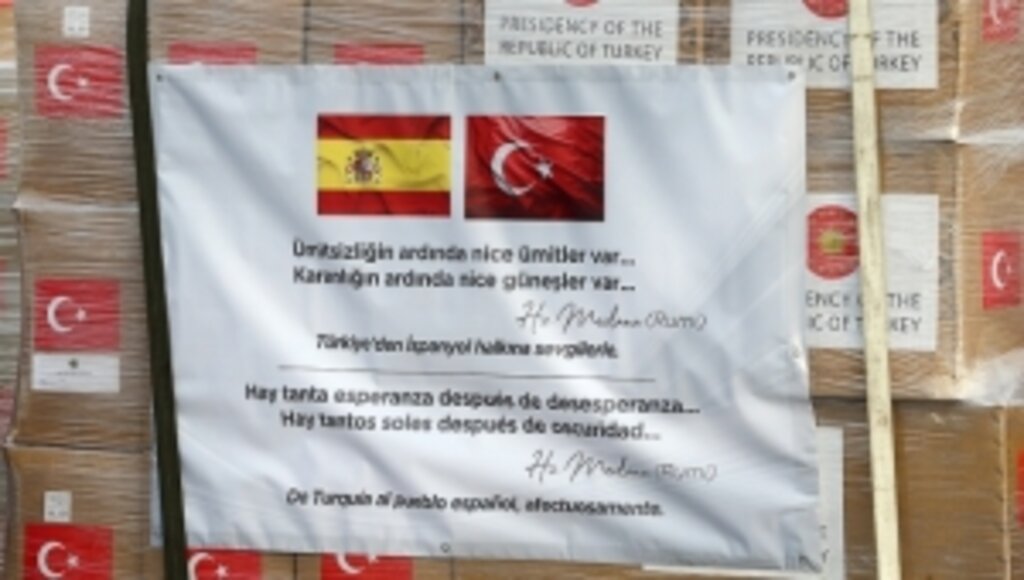 PRESIDENCY OF THE
REPUBLIC OF TURKEY
PRESIDENCY OF THE
REPUBLIC OF TURKEY
Ümitsizliğin ardında nice ümitler var...
Karanlığın ardında nice güneşler var...
Hz Mevlana (RUMI)
Türkiye'den İspanyol halkına sevgilerle.
Hay tanta esperanza después de desesperanza...
Hay tantos soles después de oscuridad...
Hz Mevlana (RUMI)
De Turquía al pueblo español, afectuosamente.
ENCY OF THE
IC OF TURKEY